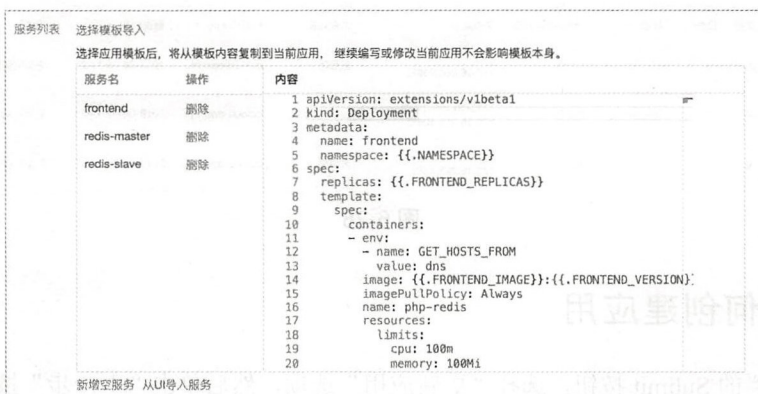 服务列表 选择模板导入
选择应用模板后，将从模板内容复制到当前应用， 继续编写或修改当前应用不会影响模板本身。
服务名 操作 内容
frontend 删除
redis-master 删除
redis-slave 删除
1 apiVersion: extensions/v1beta1
2 kind: Deployment
3 metadata:
4   name: frontend
5   namespace: {{.NAMESPACE}}
6 spec:
7   replicas: {{.FRONTEND_REPLICAS}}
8   template:
9     spec:
10       containers:
11       - env:
12         - name: GET_HOSTS_FROM
13           value: dns
14         image: {{.FRONTEND_IMAGE}}:{{.FRONTEND_VERSION}
15         imagePullPolicy: Always
16         name: php-redis
17         resources:
18           limits:
19             cpu: 100m
20             memory: 100Mi
新增空服务 从UI导入服务